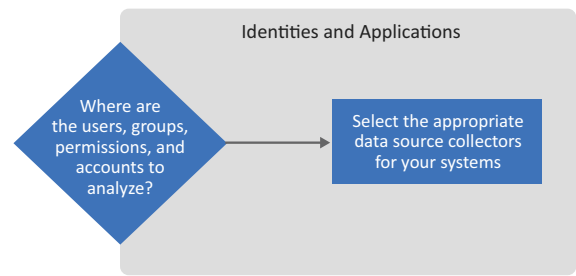 Identities and Applications
Where are
the users, groups,
permissions, and
accounts to
analyze?
Select the appropriate
data source collectors
for your systems